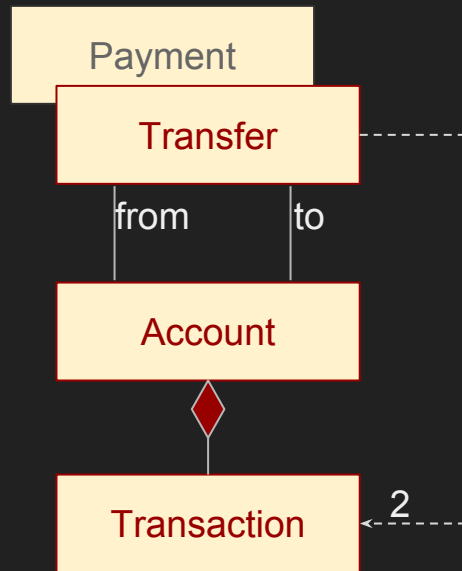 Payment
Transfer
from
to
Account
2
Transaction